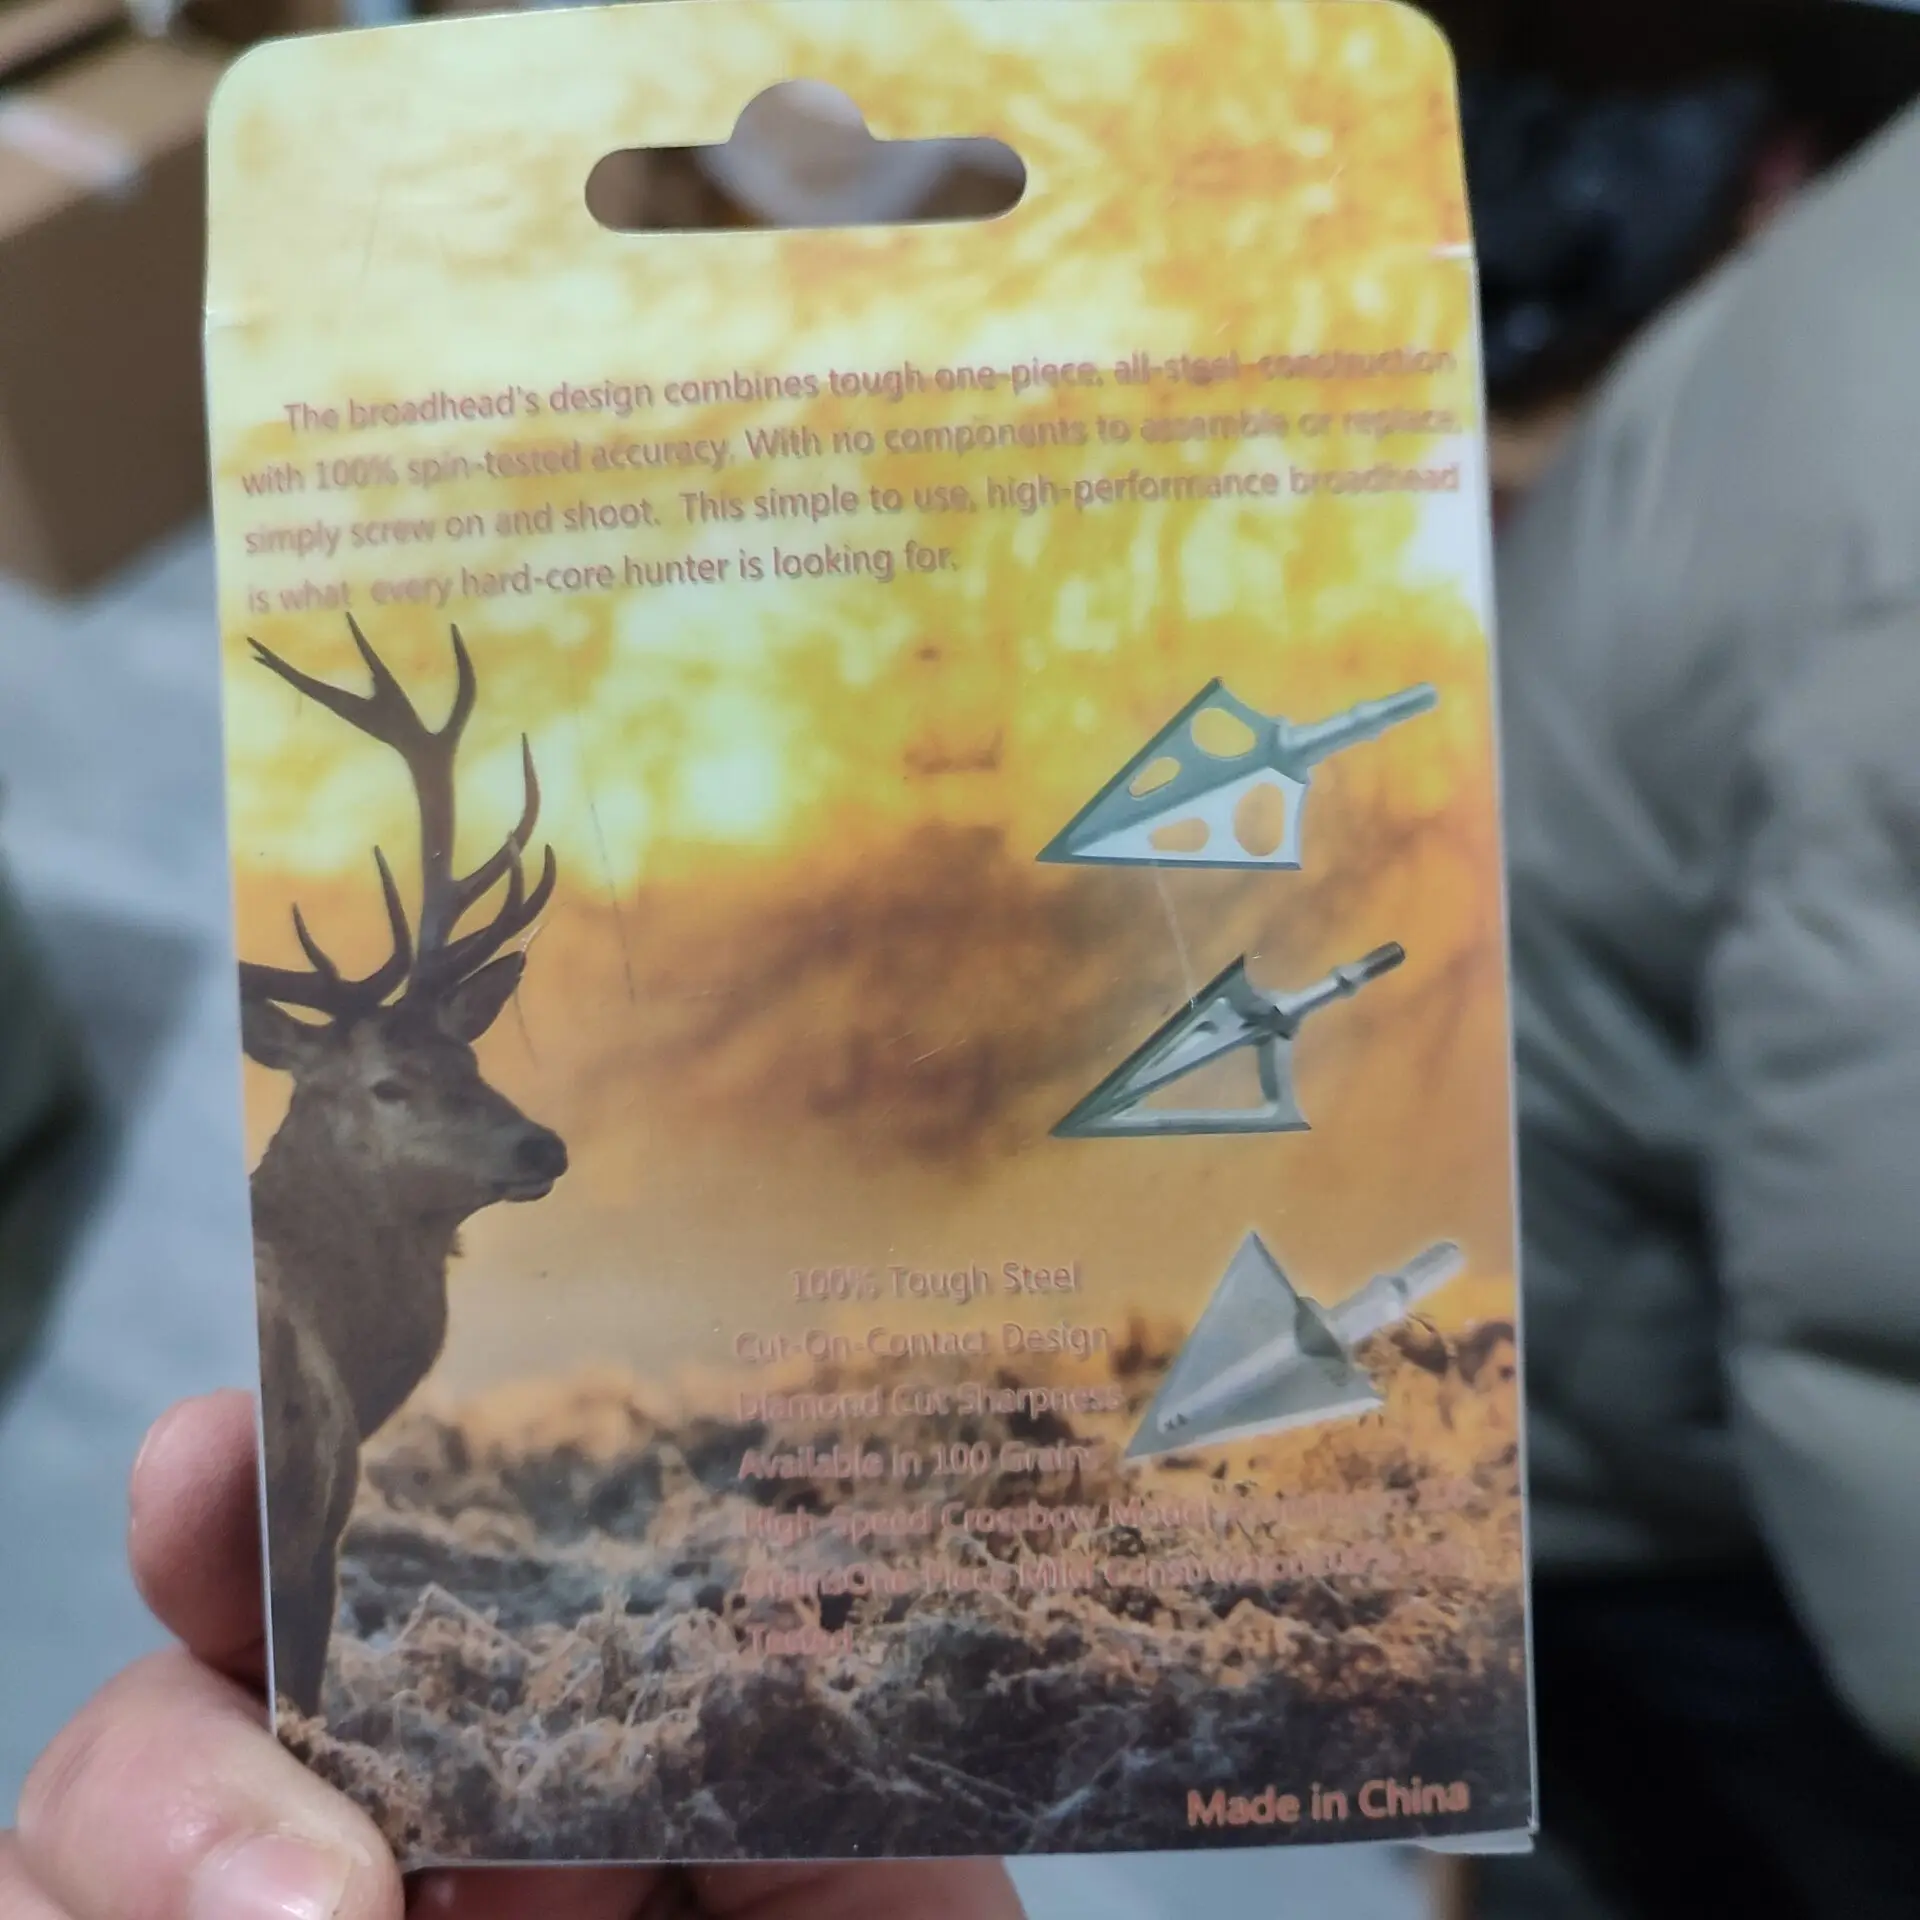 The broadhead's design combines tough one-piece, all-steel construction
with 100% spin-tested accuracy. With no components to assemble or replace,
simply screw on and shoot. This simple to use, high-performance broadhead
is what every hard-core hunter is looking for.
100% Tough Steel
Cut-On-Contact Design
Diamond Cut Sharpness
Available in 100 Grains
High Speed Crossbow
One Piece
Tested
Made in China